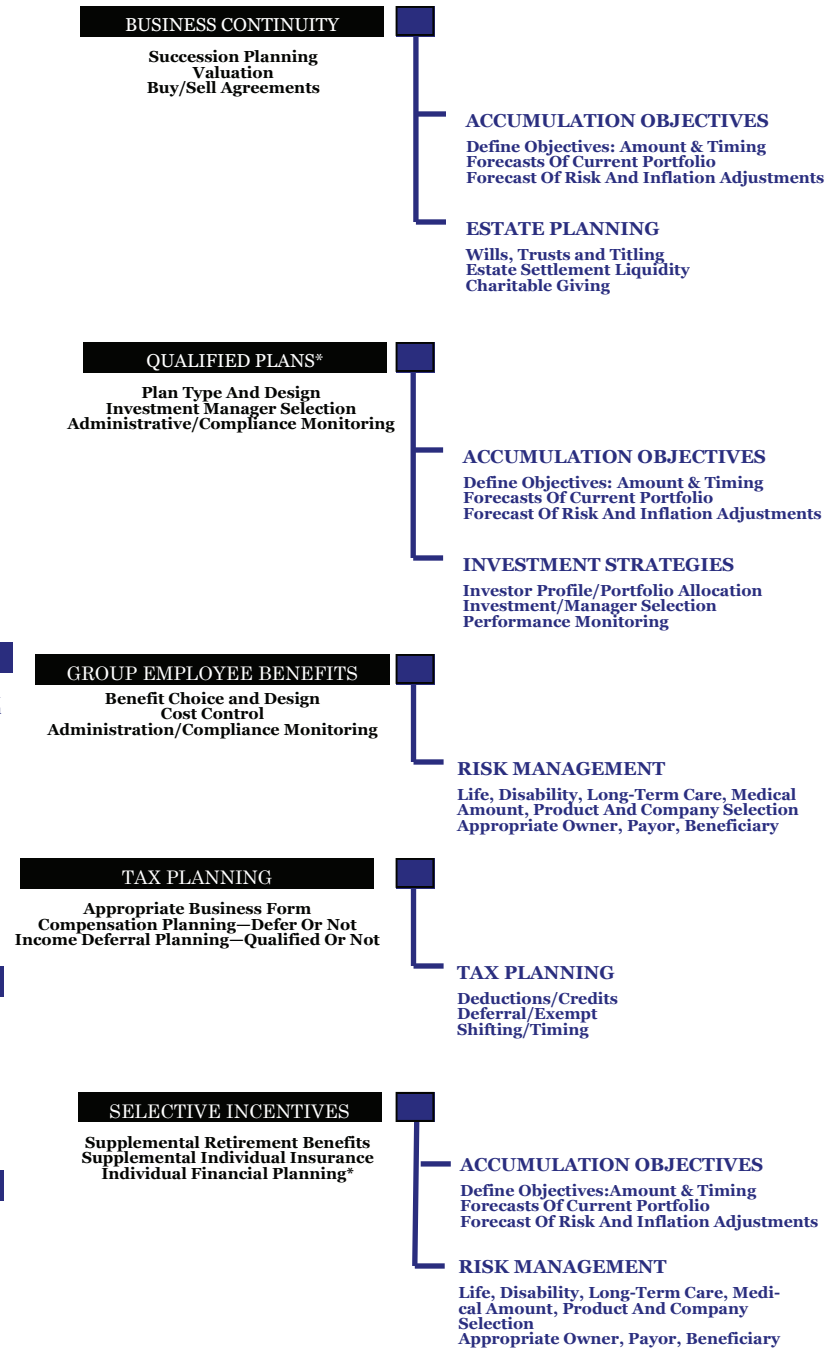 BUSINESS CONTINUITY
Succession Planning
Valuation
Buy/Sell Agreements
ACCUMULATION OBJECTIVES
Define Objectives: Amount & Timing
Forecasts Of Current Portfolio
Forecast Of Risk And Inflation Adjustments
ESTATE PLANNING
Wills, Trusts and Titling
Estate Settlement Liquidity
Charitable Giving
QUALIFIED PLANS*
Plan Type And Design
Investment Manager Selection
Administrative/Compliance Monitoring
ACCUMULATION OBJECTIVES
Define Objectives: Amount & Timing
Forecasts Of Current Portfolio
Forecast Of Risk And Inflation Adjustments
INVESTMENT STRATEGIES
Investor Profile/Portfolio Allocation
Investment/Manager Selection
Performance Monitoring
GROUP EMPLOYEE BENEFITS
Benefit Choice and Design
Cost Control
Administration/Compliance Monitoring
RISK MANAGEMENT
Life, Disability, Long-Term Care, Medical
Amount, Product And Company Selection
Appropriate Owner, Payor, Beneficiary
TAX PLANNING
Appropriate Business Form
Compensation Planning—Defer Or Not
Income Deferral Planning—Qualified Or Not
TAX PLANNING
Deductions/Credits
Deferral/Exempt
Shifting/Timing
SELECTIVE INCENTIVES
Supplemental Retirement Benefits
Supplemental Individual Insurance
Individual Financial Planning*
ACCUMULATION OBJECTIVES
Define Objectives:Amount & Timing
Forecasts Of Current Portfolio
Forecast Of Risk And Inflation Adjustments
RISK MANAGEMENT
Life, Disability, Long-Term Care, Medi-
cal Amount, Product And Company
Selection
Appropriate Owner, Payor, Beneficiary